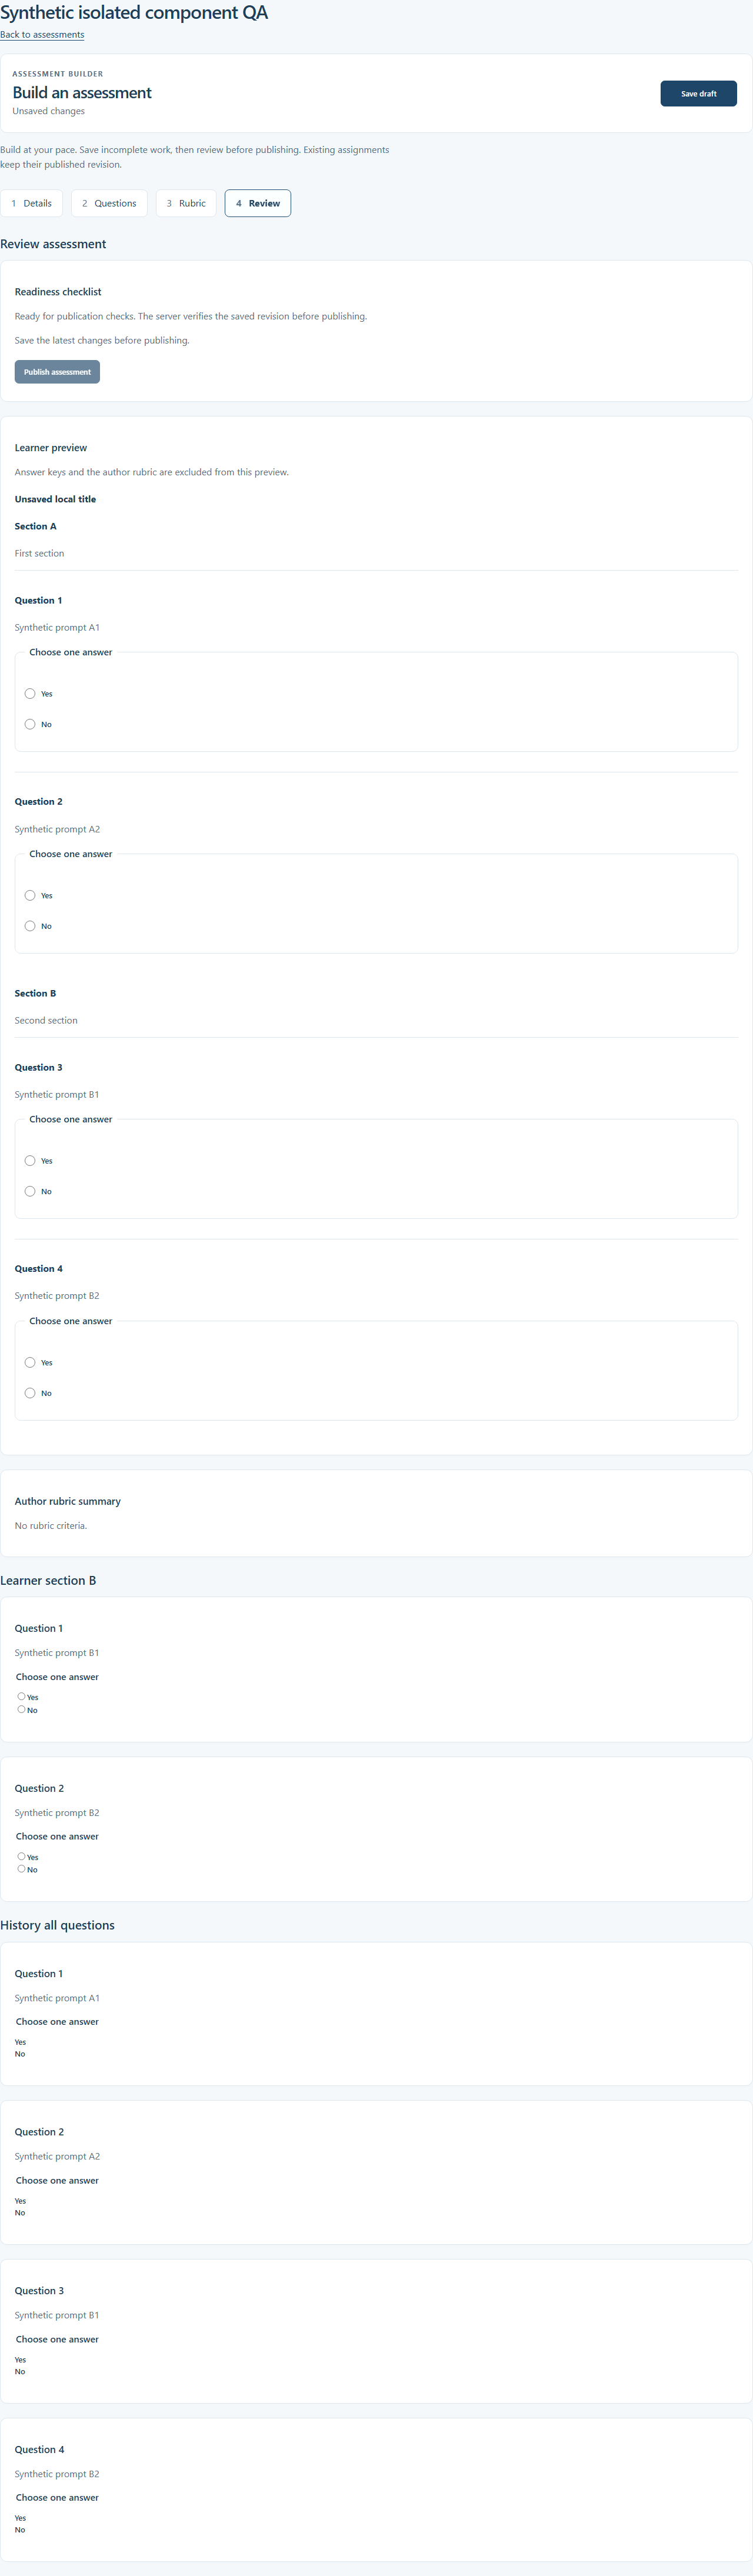 Synthetic isolated component QA
Back to assessments
ASSESSMENT BUILDER
Build an assessment
Unsaved changes
Save draft
Build at your pace. Save incomplete work, then review before publishing. Existing assignments
keep their published revision.
1 Details
2 Questions
3 Rubric
4 Review
Review assessment
Readiness checklist
Ready for publication checks. The server verifies the saved revision before publishing.
Save the latest changes before publishing.
Publish assessment
Learner preview
Answer keys and the author rubric are excluded from this preview.
Unsaved local title
Section A
First section
Question 1
Synthetic prompt A1
Choose one answer
Yes
No
Question 2
Synthetic prompt A2
Choose one answer
Yes
No
Section B
Second section
Question 3
Synthetic prompt B1
Choose one answer
Yes
No
Question 4
Synthetic prompt B2
Choose one answer
Yes
No
Author rubric summary
No rubric criteria.
Learner section B
Question 1
Synthetic prompt B1
Choose one answer
Yes
No
Question 2
Synthetic prompt B2
Choose one answer
Yes
No
History all questions
Question 1
Synthetic prompt A1
Choose one answer
Yes
No
Question 2
Synthetic prompt A2
Choose one answer
Yes
No
Question 3
Synthetic prompt B1
Choose one answer
Yes
No
Question 4
Synthetic prompt B2
Choose one answer
Yes
No